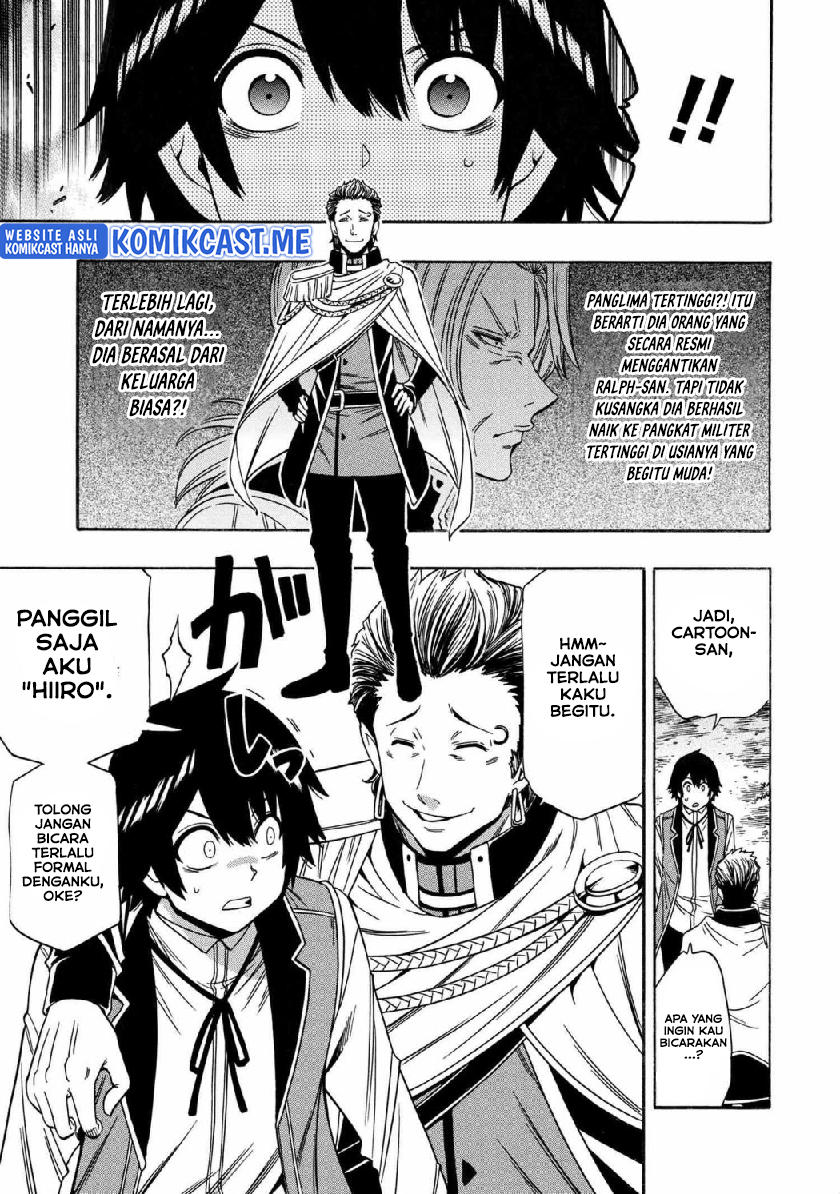 !!
WEBSITE ASLI
KOMIKCAST HANYA
KOMIKCAST.ME
PANGLIMA TERTINGGI?! ITU
BERARTI DIA ORANG YANG
SECARA RESMI
MENGGANTIKAN
RALPH-SAN. TAPI TIDAK
KUSANGKA DIA BERHASIL
NAIK KE PANGKAT MILITER
TERTINGGI DI USIANYA YANG
BEGITU MUDA!
TERLEBIH LAGI,
DARI NAMANYA...
DIA BERASAL DARI
KELUARGA
BIASA?!
JADI,
CARTOON-
SAN,
APA YANG
INGIN KAU
BICARAKAN
...?
HMM~
JANGAN
TERLALU
KAKU
BEGITU.
ガ
しっ
PANGGIL
SAJA
AKU
"HIIRO".
TOLONG
JANGAN
BICARA
TERLALU
FORMAL
DENGANKU,
OKE?